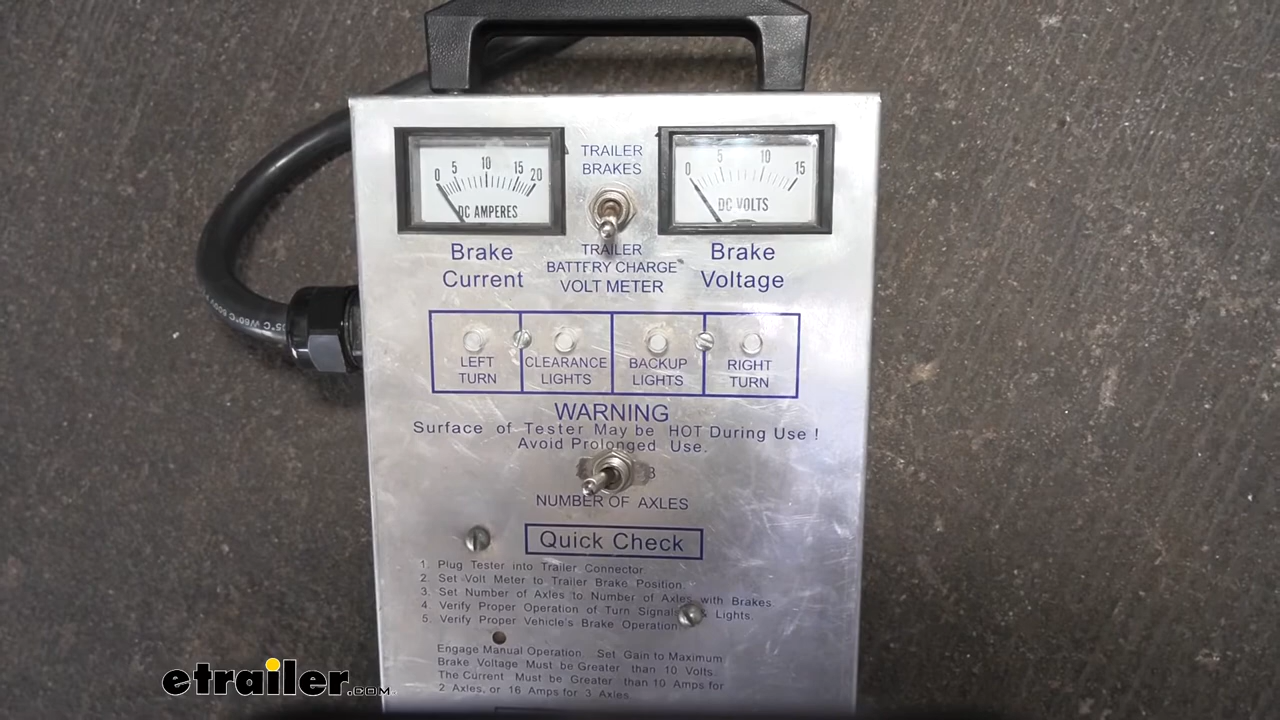 0 5 10 15 20
DC AMPERES
TRAILER
BRAKES
0 5 10 15
DC VOLTS
Brake
Current
TRAILER
BATTERY CHARGE
VOLT METER
Brake
Voltage
LEFT
TURN
CLEARANCE
LIGHTS
BACKUP
LIGHTS
RIGHT
TURN
WARNING
Surface of Tester May be HOT During Use !
Avoid Prolonged Use.
3
NUMBER OF AXLES
Quick Check
1. Plug Tester into Trailer Connector
2. Set Volt Meter to Trailer Brake Position.
3. Set Number of Axles to Number of Axles with Brakes
4. Verify Proper Operation of Turn Signals & Lights.
5. Verify Proper Vehicle's Brake Operation
Engage Manual Operation. Set Gain to Maximum
Brake Voltage Must be Greater than 10 Volts.
The Current Must be Greater than 10 Amps for
2 Axles, or 16 Amps for 3 Axles.
etrailer.com